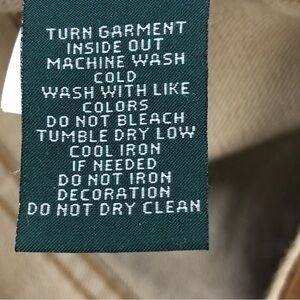 TURN GARMENT
INSIDE OUT
MACHINE WASH
COLD
WASH WITH LIKE
COLORS
DO NOT BLEACH
TUMBLE DRY LOW
COOL IRON
IF NEEDED
DO NOT IRON
DECORATION
DO NOT DRY CLEAN